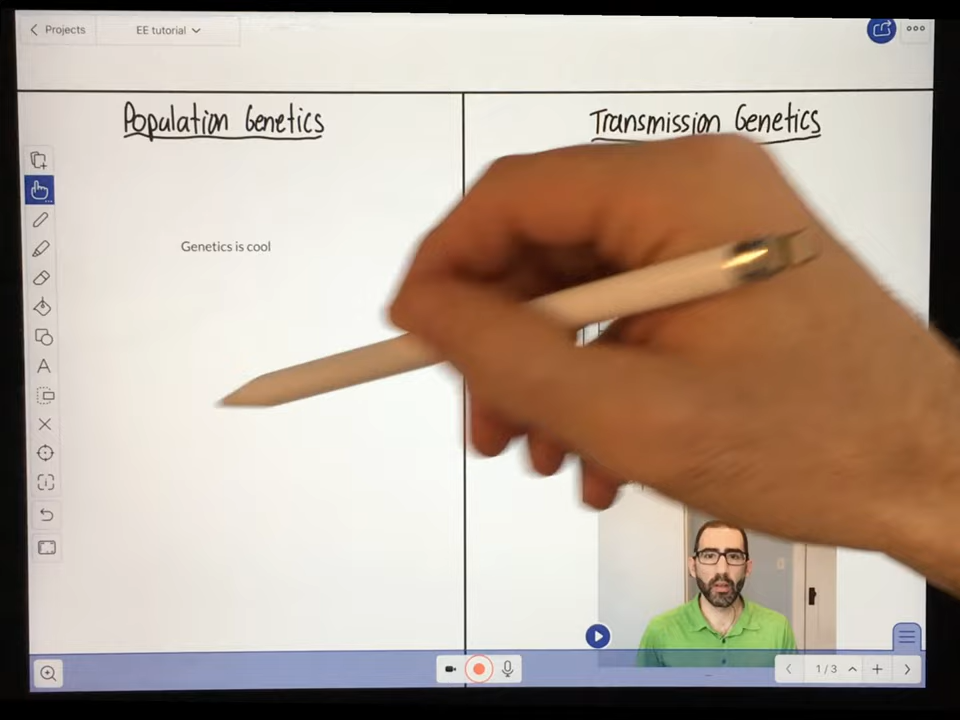 Projects
EE tutorial
Population Genetics
Transmission Genetics
Genetics is cool
A
1/3